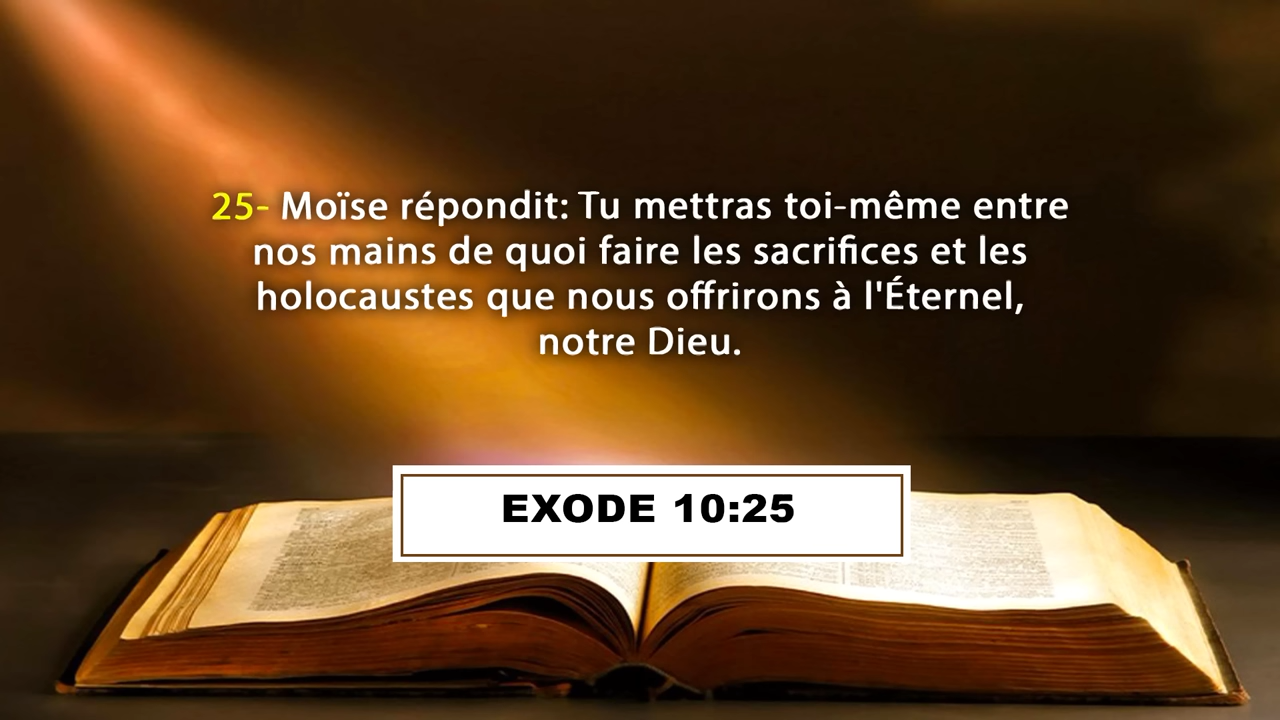 25- Moïse répondit: Tu mettras toi-même entre
nos mains de quoi faire les sacrifices et les
holocaustes que nous offrirons à l'Éternel,
notre Dieu.
EXODE 10:25